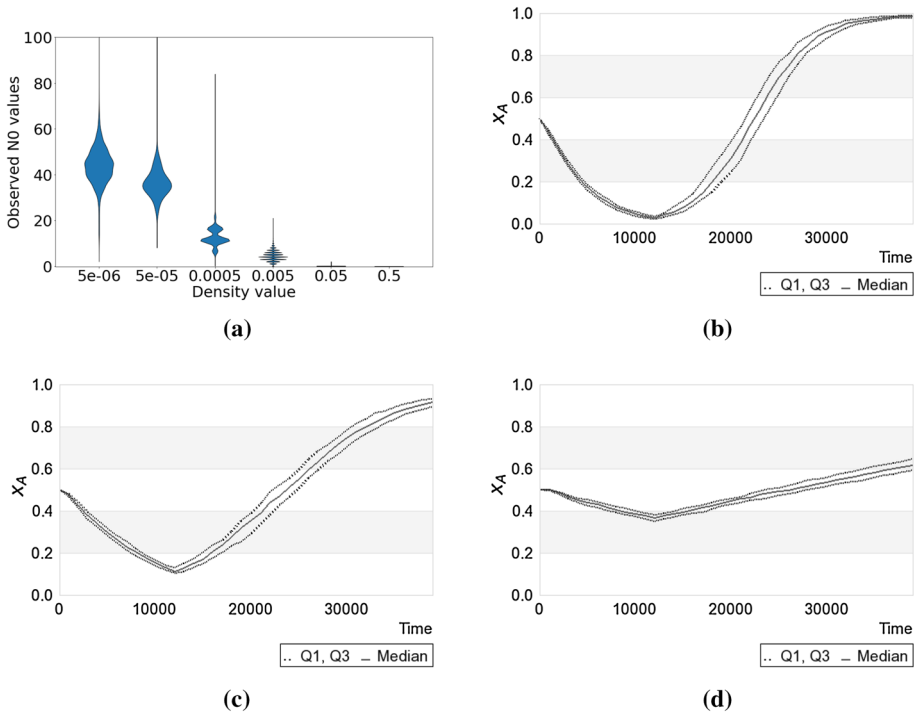 100
80
60
40
20
0
Observed N0 values
5e-06 5e-05 0.0005 0.005 0.05 0.5
Density value
(a)
1.0
0.8
0.6
0.4
0.2
0.0
xA
0 10000 20000 30000
Time
Q1, Q3 Median
(b)
1.0
0.8
0.6
0.4
0.2
0.0
xA
0 10000 20000 30000
Time
Q1, Q3 Median
(c)
1.0
0.8
0.6
0.4
0.2
0.0
xA
0 10000 20000 30000
Time
Q1, Q3 Median
(d)